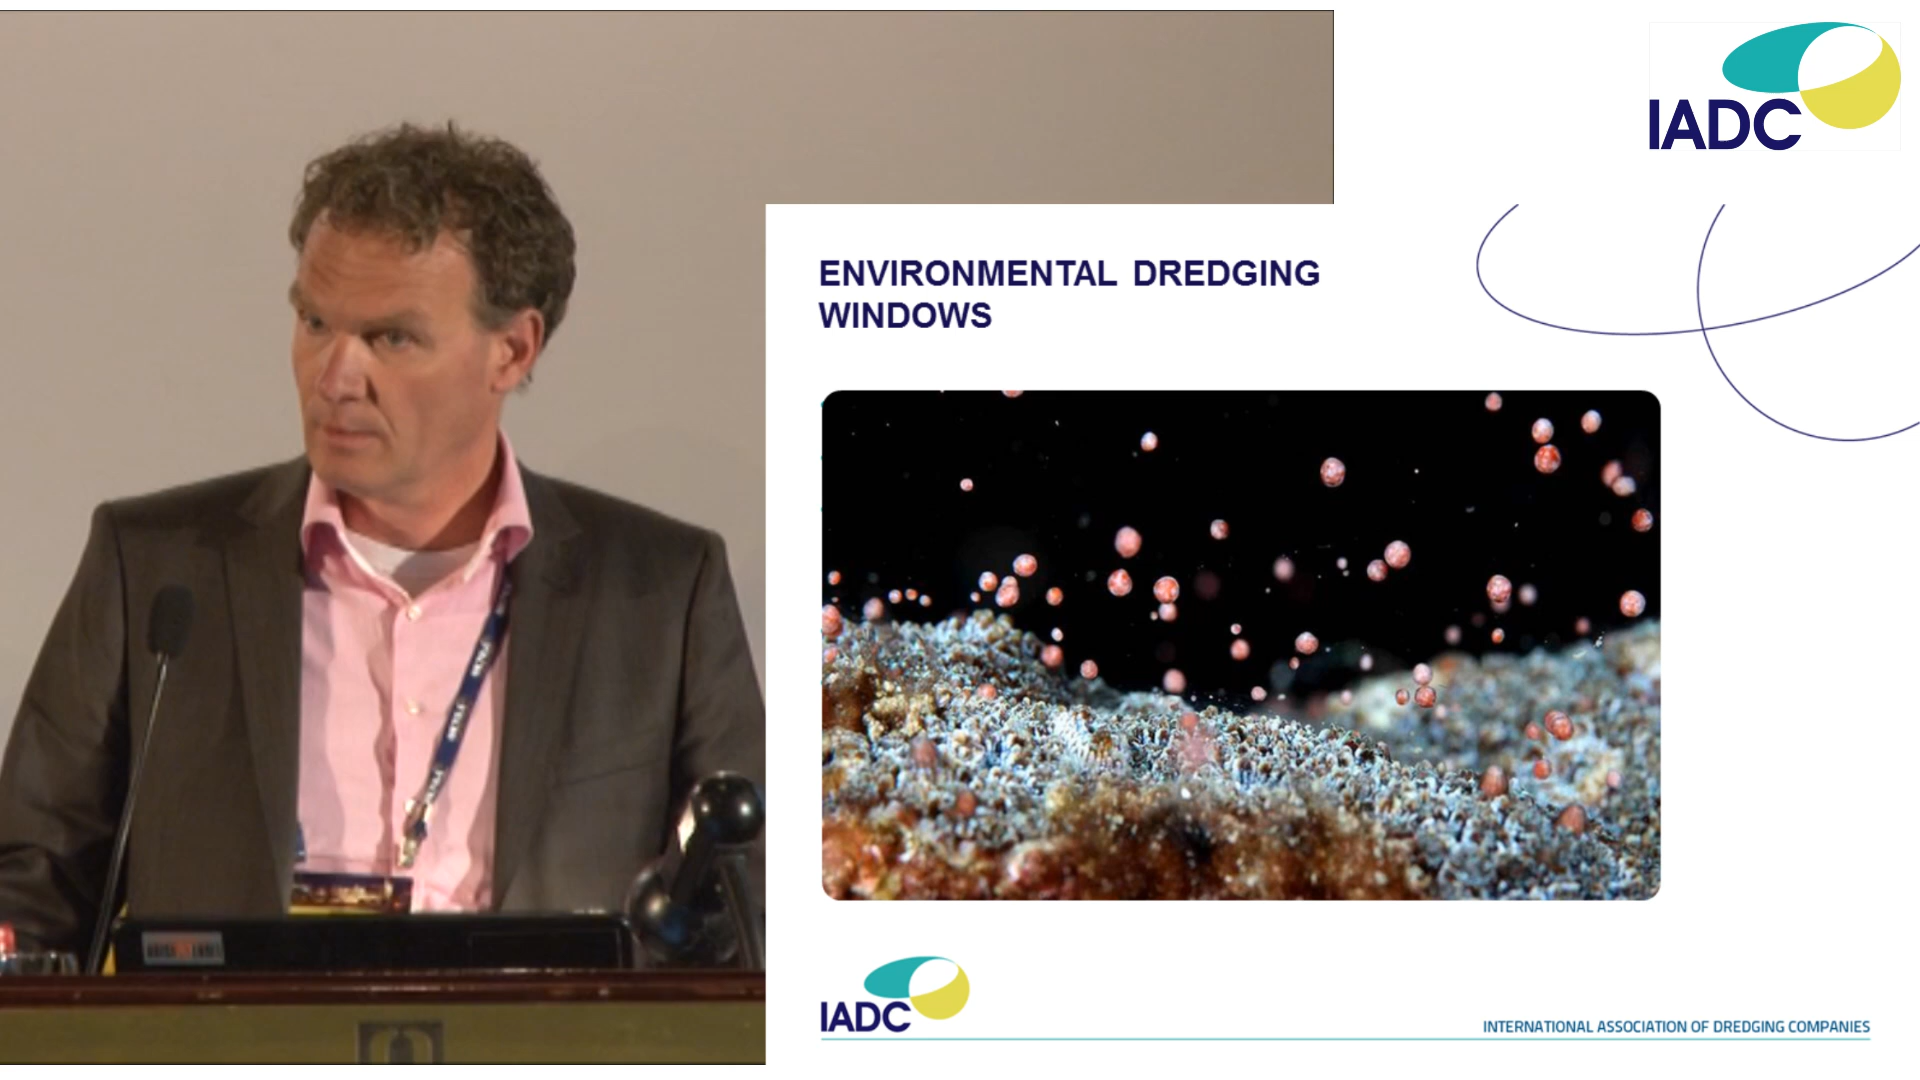 IADC
ENVIRONMENTAL DREDGING
WINDOWS
IADC
INTERNATIONAL ASSOCIATION OF DREDGING COMPANIES